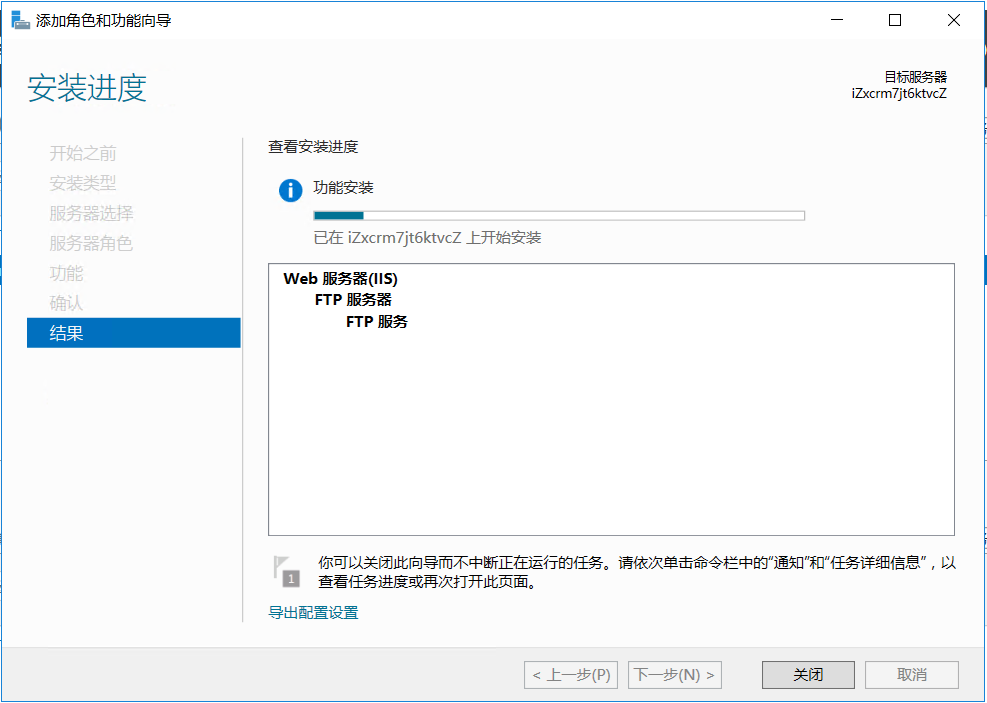 添加角色和功能向导
安装进度
目标服务器
iZxcrm7jt6ktvcZ
开始之前
安装类型
服务器选择
服务器角色
功能
确认
结果
查看安装进度
功能安装
已在 iZxcrm7jt6ktvcZ 上开始安装
Web 服务器(IIS)
FTP 服务器
FTP 服务
1
你可以关闭此向导而不中断正在运行的任务。请依次单击命令栏中的“通知”和“任务详细信息”，以
查看任务进度或再次打开此页面。
导出配置设置
< 上一步(P)
下一步(N) >
关闭
取消